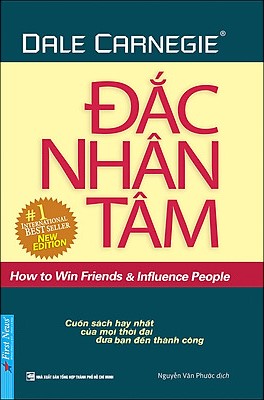 DALE CARNEGIE®
ĐẮC
NHÂN
TÂM
#1
INTERNATIONAL
BEST SELLER
NEW
EDITION
How to Win Friends & Influence People
Cuốn sách hay nhất
của mọi thời đại
đưa bạn đến thành công
First News
NHÀ XUẤT BẢN TỔNG HỢP THÀNH PHỐ HỒ CHÍ MINH
Nguyễn Văn Phước dịch